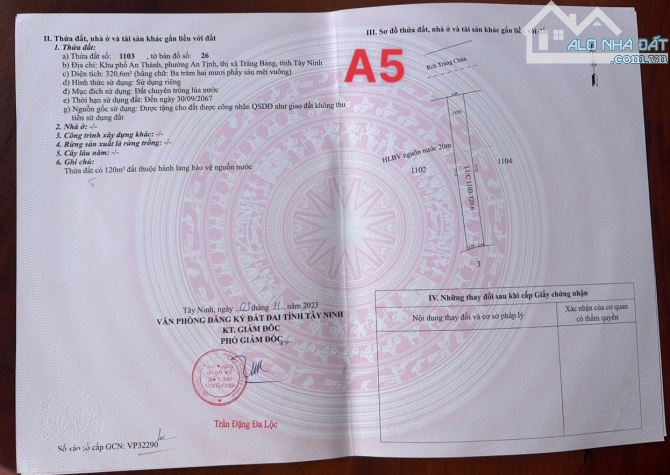 II. Thửa đất, nhà ở và tài sản khác gắn liền với đất
1. Thửa đất:
a) Thửa đất số: 1103, tờ bản đồ số: 26
b) Địa chỉ: Khu phố An Thành, phường An Tịnh, thị xã Trảng Bàng, tỉnh Tây Ninh
c) Diện tích: 320,6m² (bằng chữ: Ba trăm hai mươi phẩy sáu mét vuông)
d) Hình thức sử dụng: Sử dụng riêng
đ) Mục đích sử dụng: Đất chuyên trồng lúa nước
e) Thời hạn sử dụng đất: Đến ngày 30/09/2067
g) Nguồn gốc sử dụng: Được tặng cho đất được công nhận QSDĐ như giao đất không thu
tiền sử dụng đất
2. Nhà ở: -/-
3. Công trình xây dựng khác: -/-
4. Rừng sản xuất là rừng trồng: -/-
5. Cây lâu năm: -/-
6. Ghi chú:
Thửa đất có 120m² đất thuộc hành lang bảo vệ nguồn nước
Tây Ninh, ngày 03 tháng 11 năm 2023
VĂN PHÒNG ĐĂNG KÝ ĐẤT ĐAI TỈNH TÂY NINH
KT. GIÁM ĐỐC
PHÓ GIÁM ĐỐC
Trần Đặng Đa Lộc
Số vào sổ cấp GCN: VP32290
III. Sơ đồ thửa đất, nhà ở và tài sản khác gắn liền với đất
ALO NHÀ ĐẤT
A5
Rch Trảng Chùa
HLBV nguồn nước 20m
1102
LUC 1103 320.6
1104
3
IV. Những thay đổi sau khi cấp Giấy chứng nhận
Nội dung thay đổi và cơ sở pháp lý
Xác nhận của cơ quan
có thẩm quyền